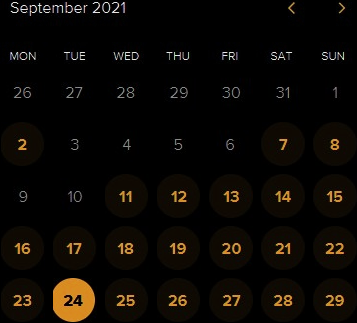 September 2021 < >
MON TUE WED THU FRI SAT SUN
26 27 28 29 30 31 1
2 3 4 5 6 7 8
9 10 11 12 13 14 15
16 17 18 19 20 21 22
23 24 25 26 27 28 29